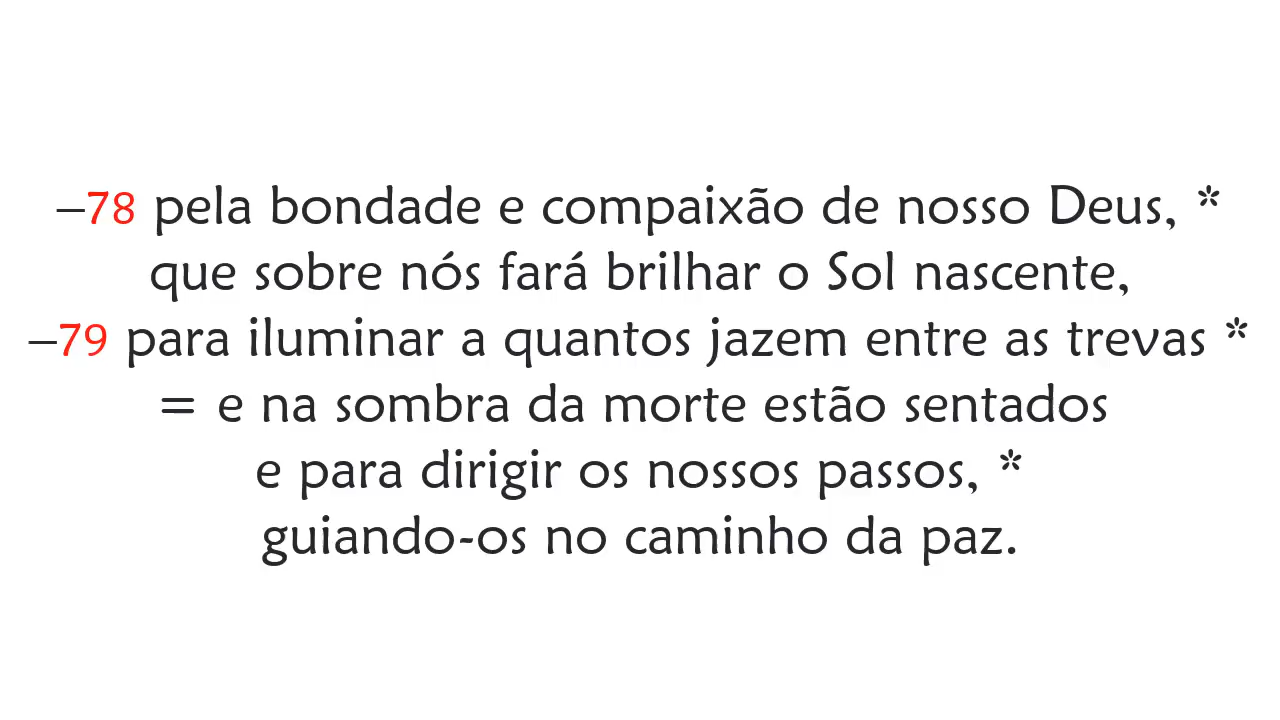 –78 pela bondade e compaixão de nosso Deus, *
que sobre nós fará brilhar o Sol nascente,
–79 para iluminar a quantos jazem entre as trevas *
= e na sombra da morte estão sentados
e para dirigir os nossos passos, *
guiando-os no caminho da paz.